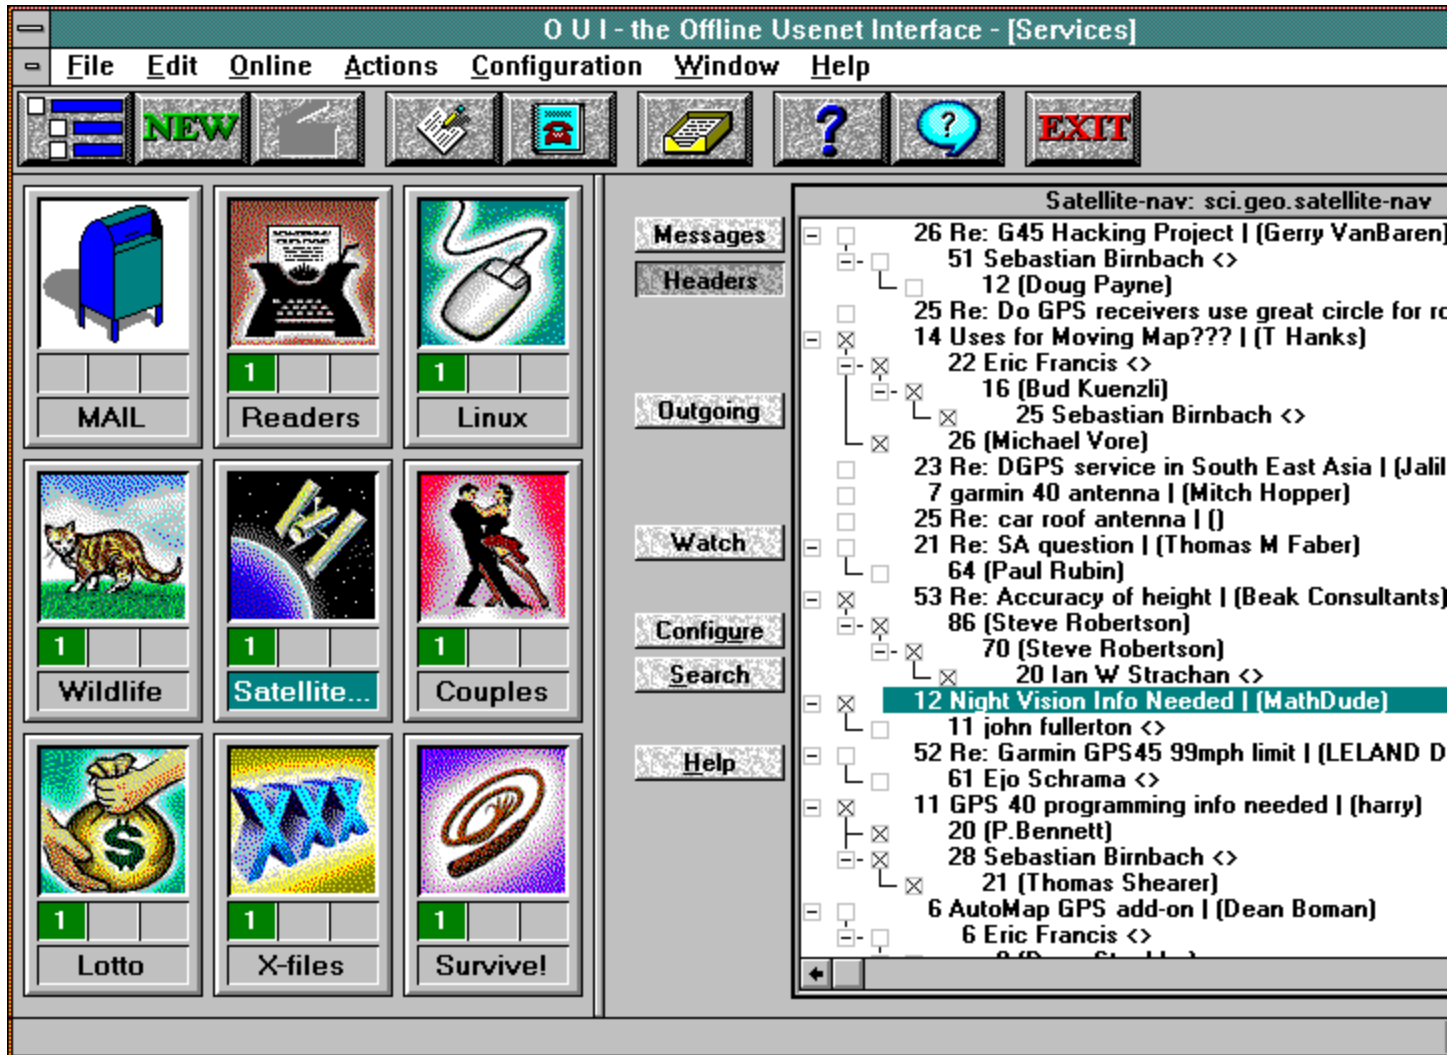 O U I - the Offline Usenet Interface - [Services]
File Edit Online Actions Configuration Window Help
NEW EXIT
MAIL
1 Readers
1 Linux
1 Wildlife
1 Satellite...
1 Couples
$
1 Lotto
XXX
1 X-files
1 Survive!
Messages
Headers
Outgoing
Watch
Configure
Search
Help
Satellite-nav: sci.geo.satellite-nav
26 Re: G45 Hacking Project | (Gerry VanBaren)
51 Sebastian Birnbach <>
12 (Doug Payne)
25 Re: Do GPS receivers use great circle for ro
14 Uses for Moving Map??? | (T Hanks)
22 Eric Francis <>
16 (Bud Kuenzli)
25 Sebastian Birnbach <>
26 (Michael Vore)
23 Re: DGPS service in South East Asia | (Jalil
7 garmin 40 antenna | (Mitch Hopper)
25 Re: car roof antenna | ()
21 Re: SA question | (Thomas M Faber)
64 (Paul Rubin)
53 Re: Accuracy of height | (Beak Consultants)
86 (Steve Robertson)
70 (Steve Robertson)
20 Ian W Strachan <>
12 Night Vision Info Needed | (MathDude)
11 john fullerton <>
52 Re: Garmin GPS45 99mph limit | (LELAND D
61 Ejo Schrama <>
11 GPS 40 programming info needed | (harry)
20 (P.Bennett)
28 Sebastian Birnbach <>
21 (Thomas Shearer)
6 AutoMap GPS add-on | (Dean Boman)
6 Eric Francis <>